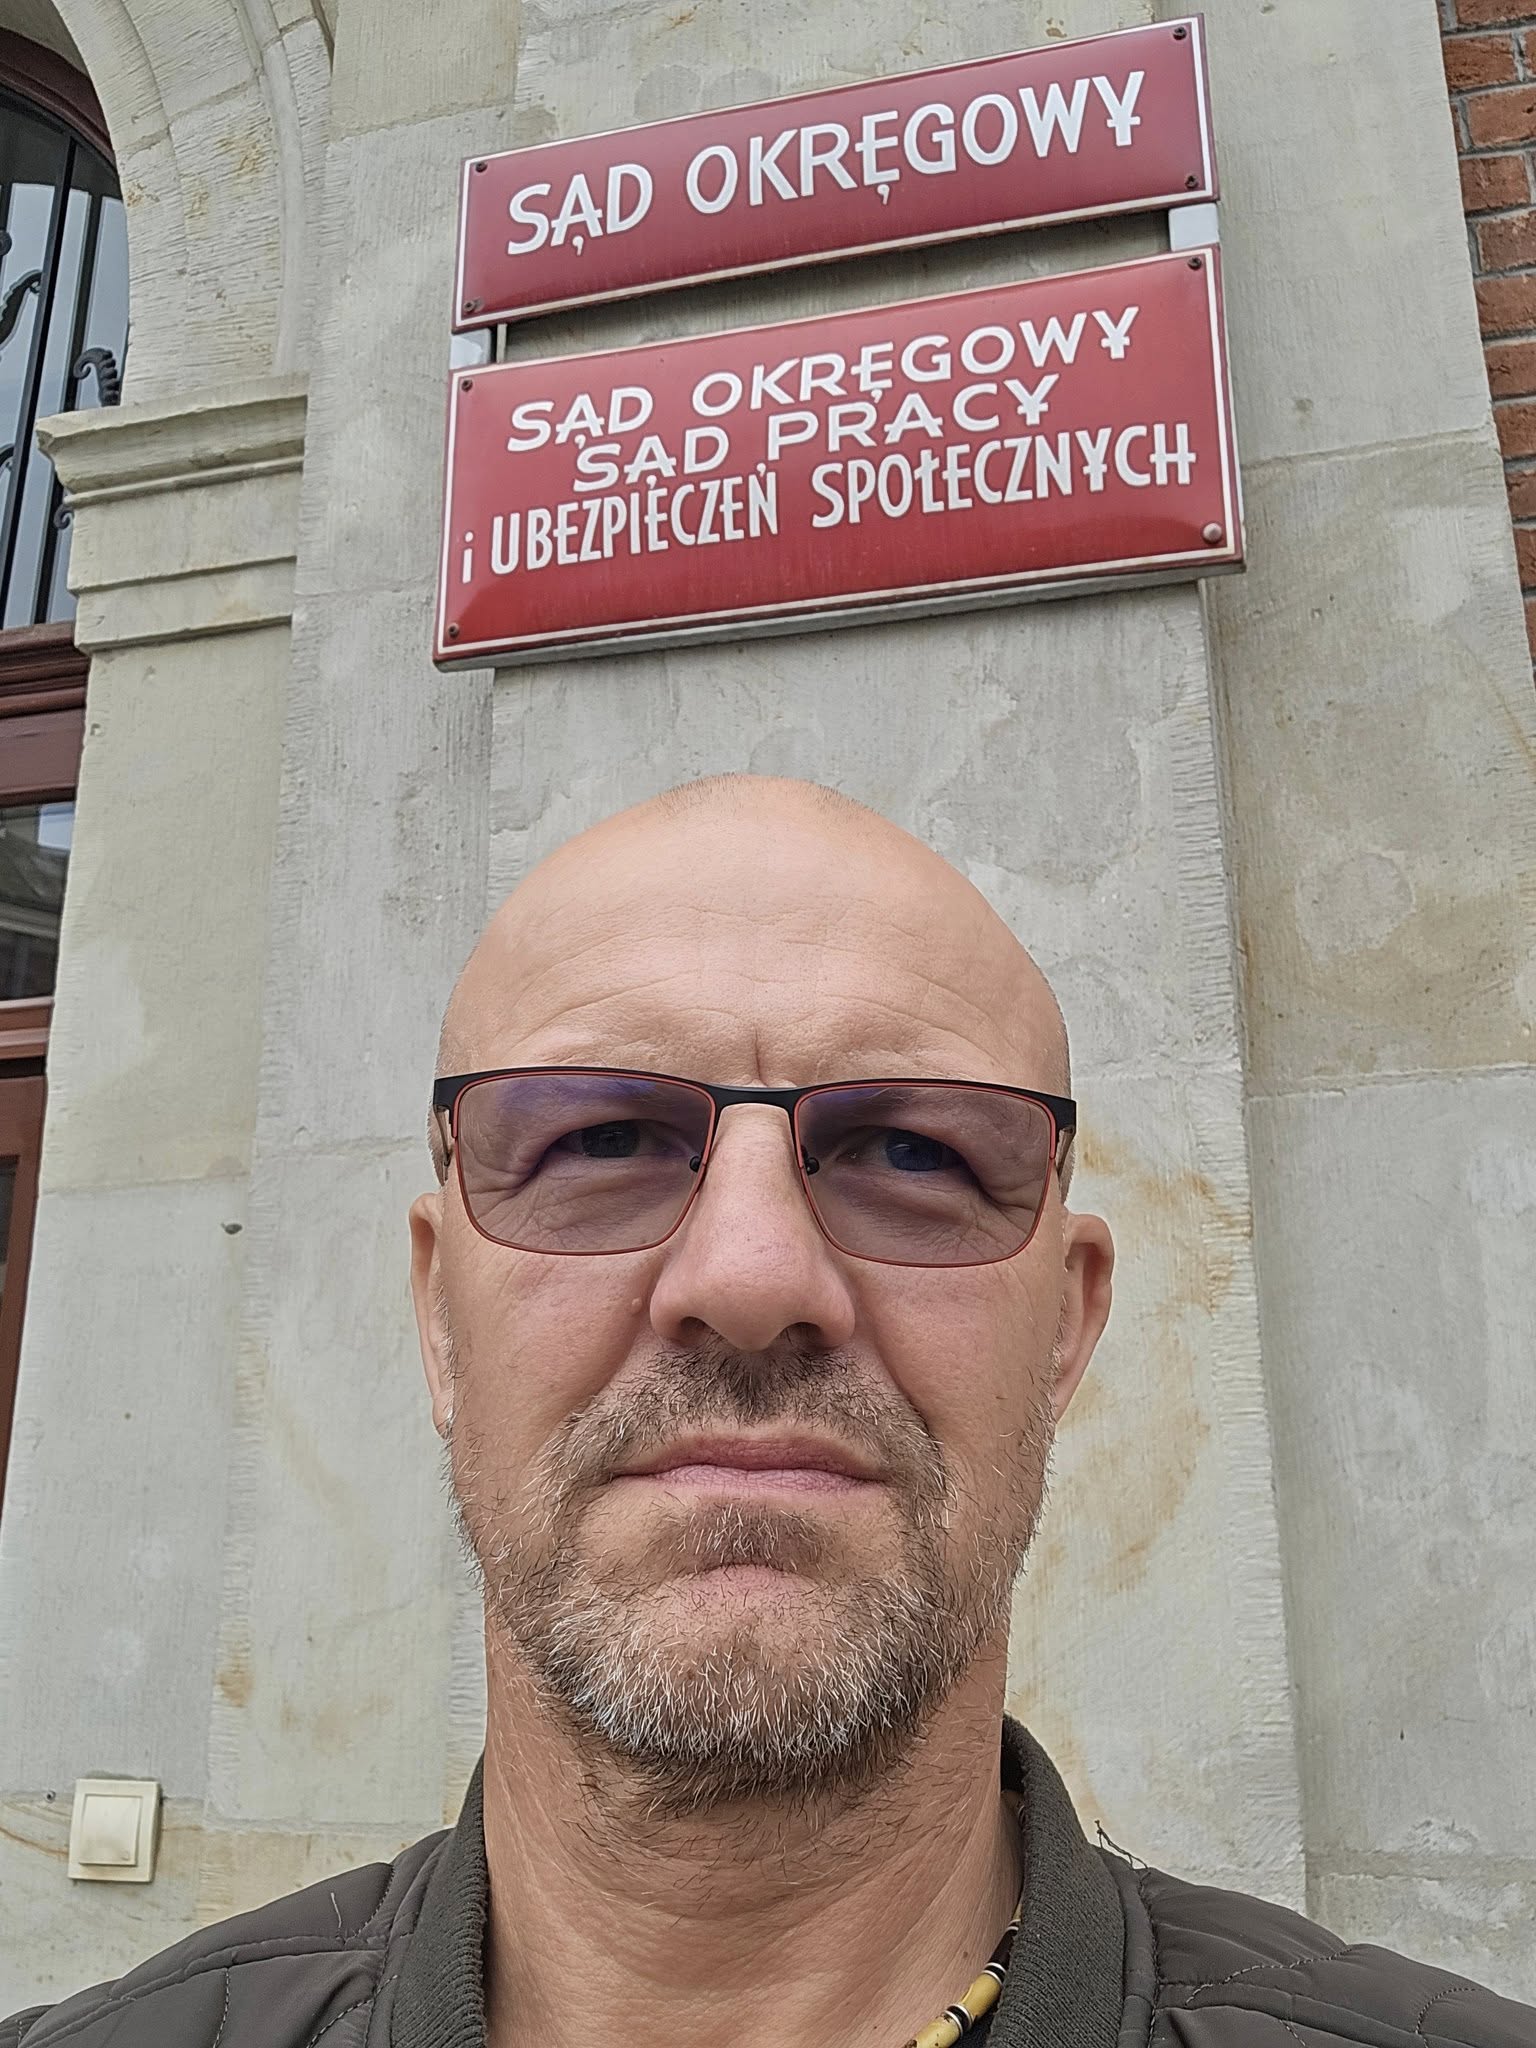 SĄD OKRĘGOWY
SĄD OKRĘGOWY
SĄD PRACY
i UBEZPIECZEŃ SPOŁECZNYCH